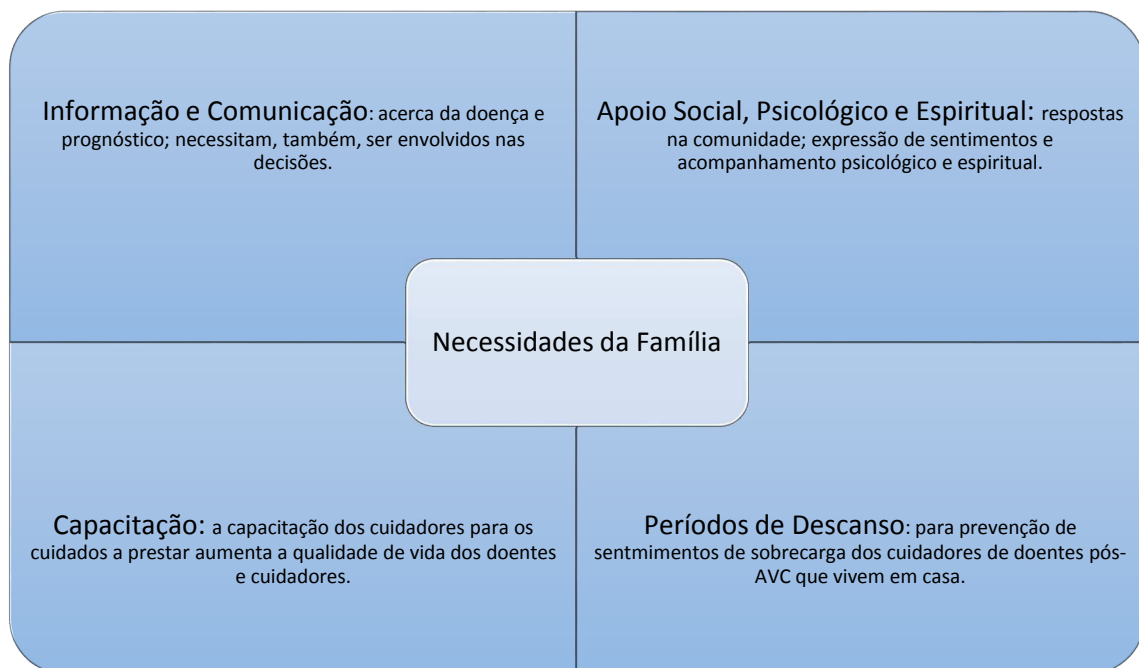 Informação e Comunicação: acerca da doença e
prognóstico; necessitam, também, ser envolvidos nas
decisões.
Apoio Social, Psicológico e Espiritual: respostas
na comunidade; expressão de sentimentos e
acompanhamento psicológico e espiritual.
Necessidades da Família
Capacitação: a capacitação dos cuidadores para os
cuidados a prestar aumenta a qualidade de vida dos doentes
e cuidadores.
Períodos de Descanso: para prevenção de
sentmimentos de sobrecarga dos cuidadores de doentes pós-
AVC que vivem em casa.